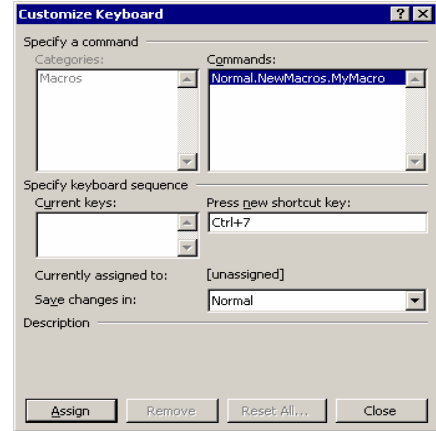 Customize Keyboard
Specify a command
Categories: Commands:
Macros Normal.NewMacros.MyMacro
Specify keyboard sequence
Current keys: Press new shortcut key:
Ctrl+7
Currently assigned to: [unassigned]
Save changes in: Normal
Description
Assign Remove Reset All... Close